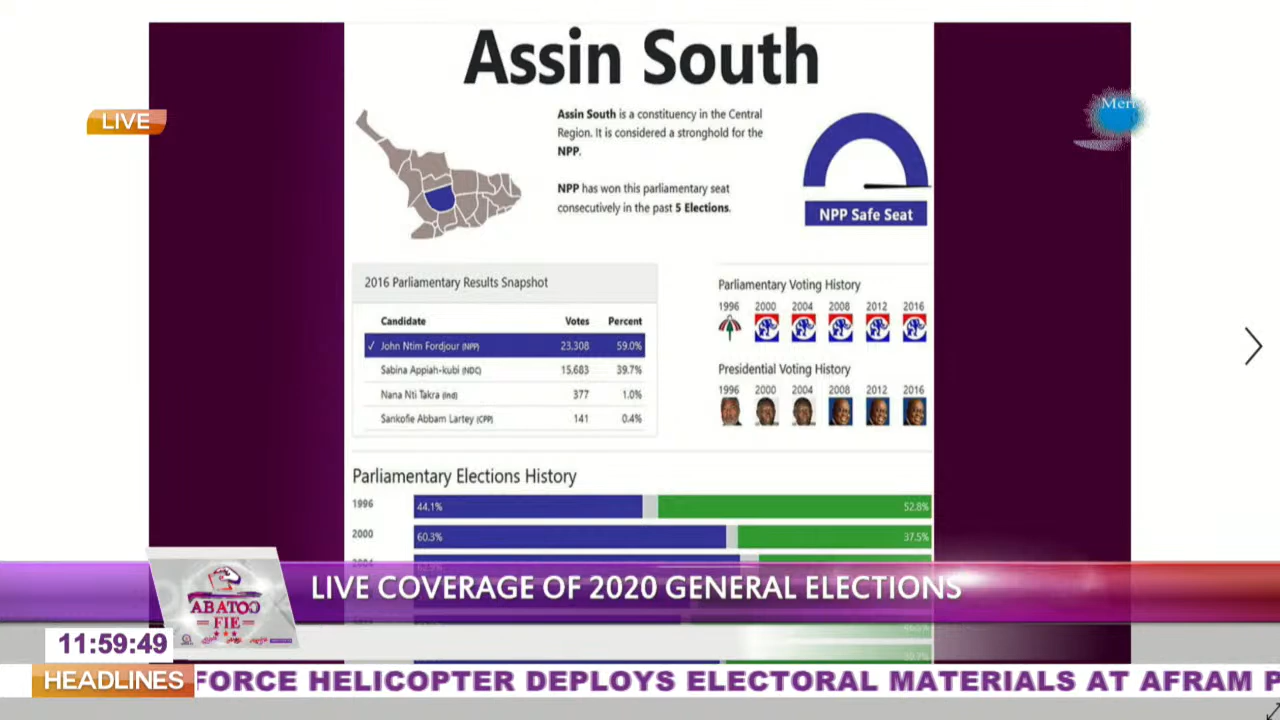 Assin South
LIVE
Assin South is a constituency in the Central
Region. It is considered a stronghold for the
NPP.
NPP has won this parliamentary seat
consecutively in the past 5 Elections.
NPP Safe Seat
2016 Parliamentary Results Snapshot
Candidate Votes Percent
✓ John Ntim Fordjour (NPP) 23,308 59.0%
Sabina Appiah-kubi (NDC) 15,683 39.7%
Nana Nti Takra (Ind) 377 1.0%
Sankofie Abbam Lartey (CPP) 141 0.4%
Parliamentary Voting History
1996 2000 2004 2008 2012 2016
Presidential Voting History
1996 2000 2004 2008 2012 2016
Parliamentary Elections History
1996 44.1% 52.8%
2000 60.3% 37.5%
2004
LIVE COVERAGE OF 2020 GENERAL ELECTIONS
ABATOƆ
FIE
11:59:49
HEADLINES
FORCE HELICOPTER DEPLOYS ELECTORAL MATERIALS AT AFRAM P